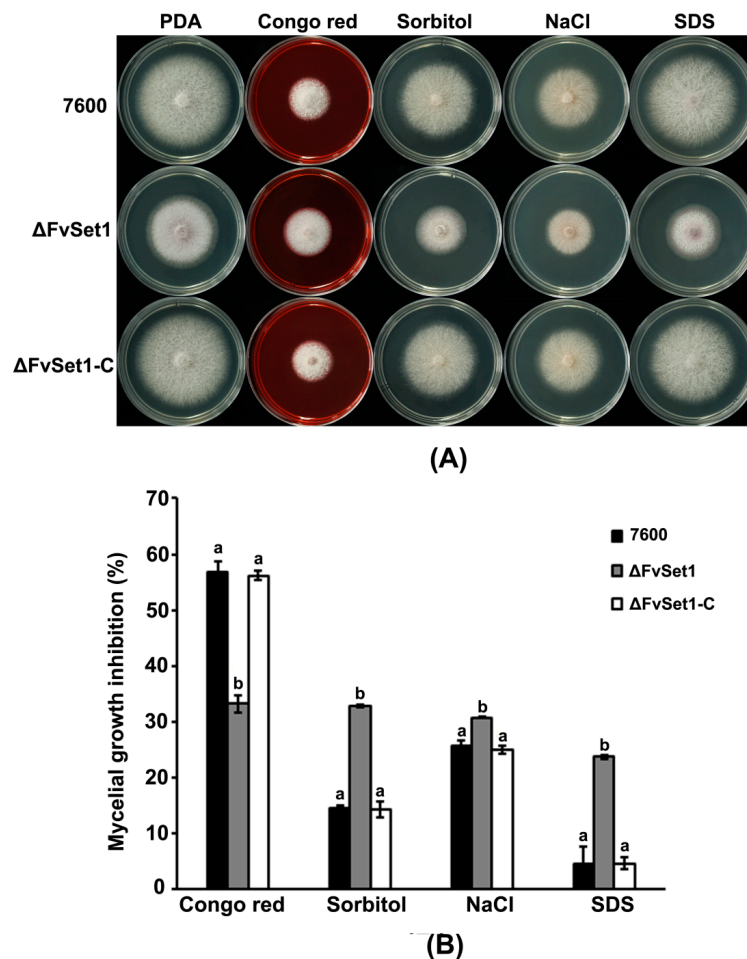 PDA Congo red Sorbitol NaCl SDS
7600
ΔFvSet1
ΔFvSet1-C
(A)
Mycelial growth inhibition (%)
70
60
50
40
30
20
10
0
a
b
a
a
b
a
a
b
a
a
b
a
7600
ΔFvSet1
ΔFvSet1-C
Congo red Sorbitol NaCl SDS
(B)